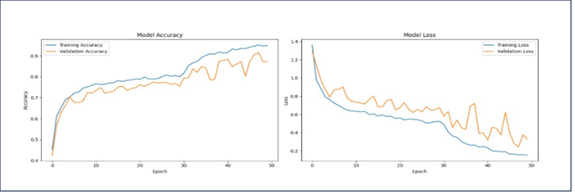 Model Accuracy
Training Accuracy
Validation Accuracy
Accuracy
0.9
0.8
0.7
0.6
0.5
0.4
0
10
20
30
40
50
Epoch
Model Loss
Training Loss
Validation Loss
Loss
1.4
1.2
1.0
0.8
0.6
0.4
0.2
0
10
20
30
40
50
Epoch